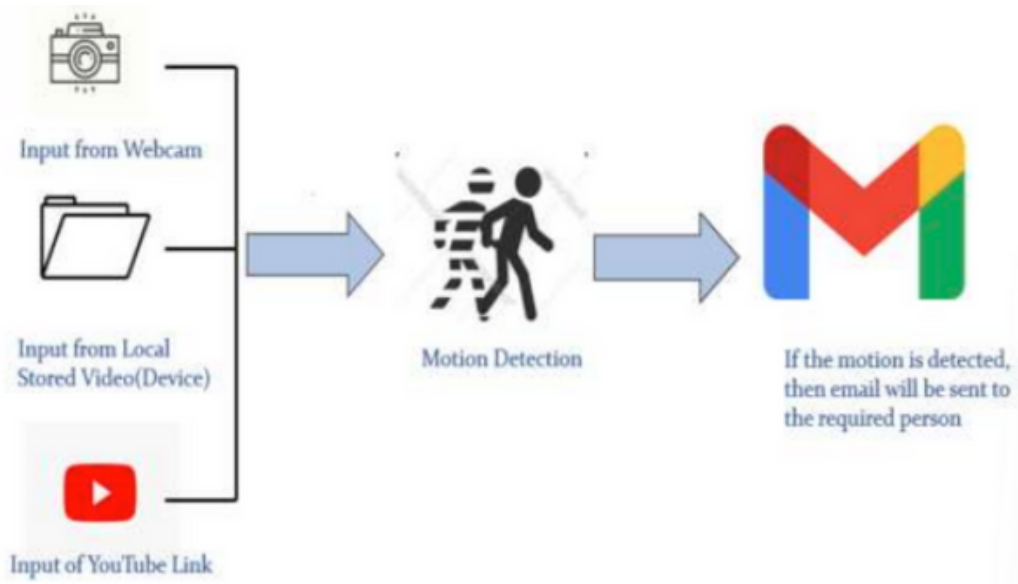 Input from Webcam
Input from Local
Stored Video(Device)
Input of YouTube Link
Motion Detection
If the motion is detected,
then email will be sent to
the required person